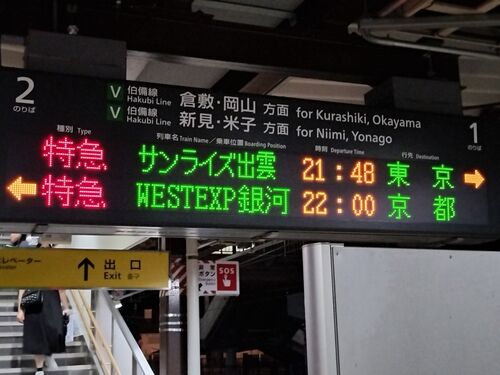 2
のりば
V 伯備線 Hakubi Line 倉敷・岡山 方面 for Kurashiki, Okayama
V 伯備線 Hakubi Line 新見・米子 方面 for Niimi, Yonago
1
のりば
種別 Type 列車名 Train Name / 乗車位置 Boarding Position 時刻 Departure Time 行先 Destination
特急 サンライズ出雲 21:48 東京 →
← 特急 WESTEXP銀河 22:00 京都
エレベーター
↑ 出口
Exit
SOS